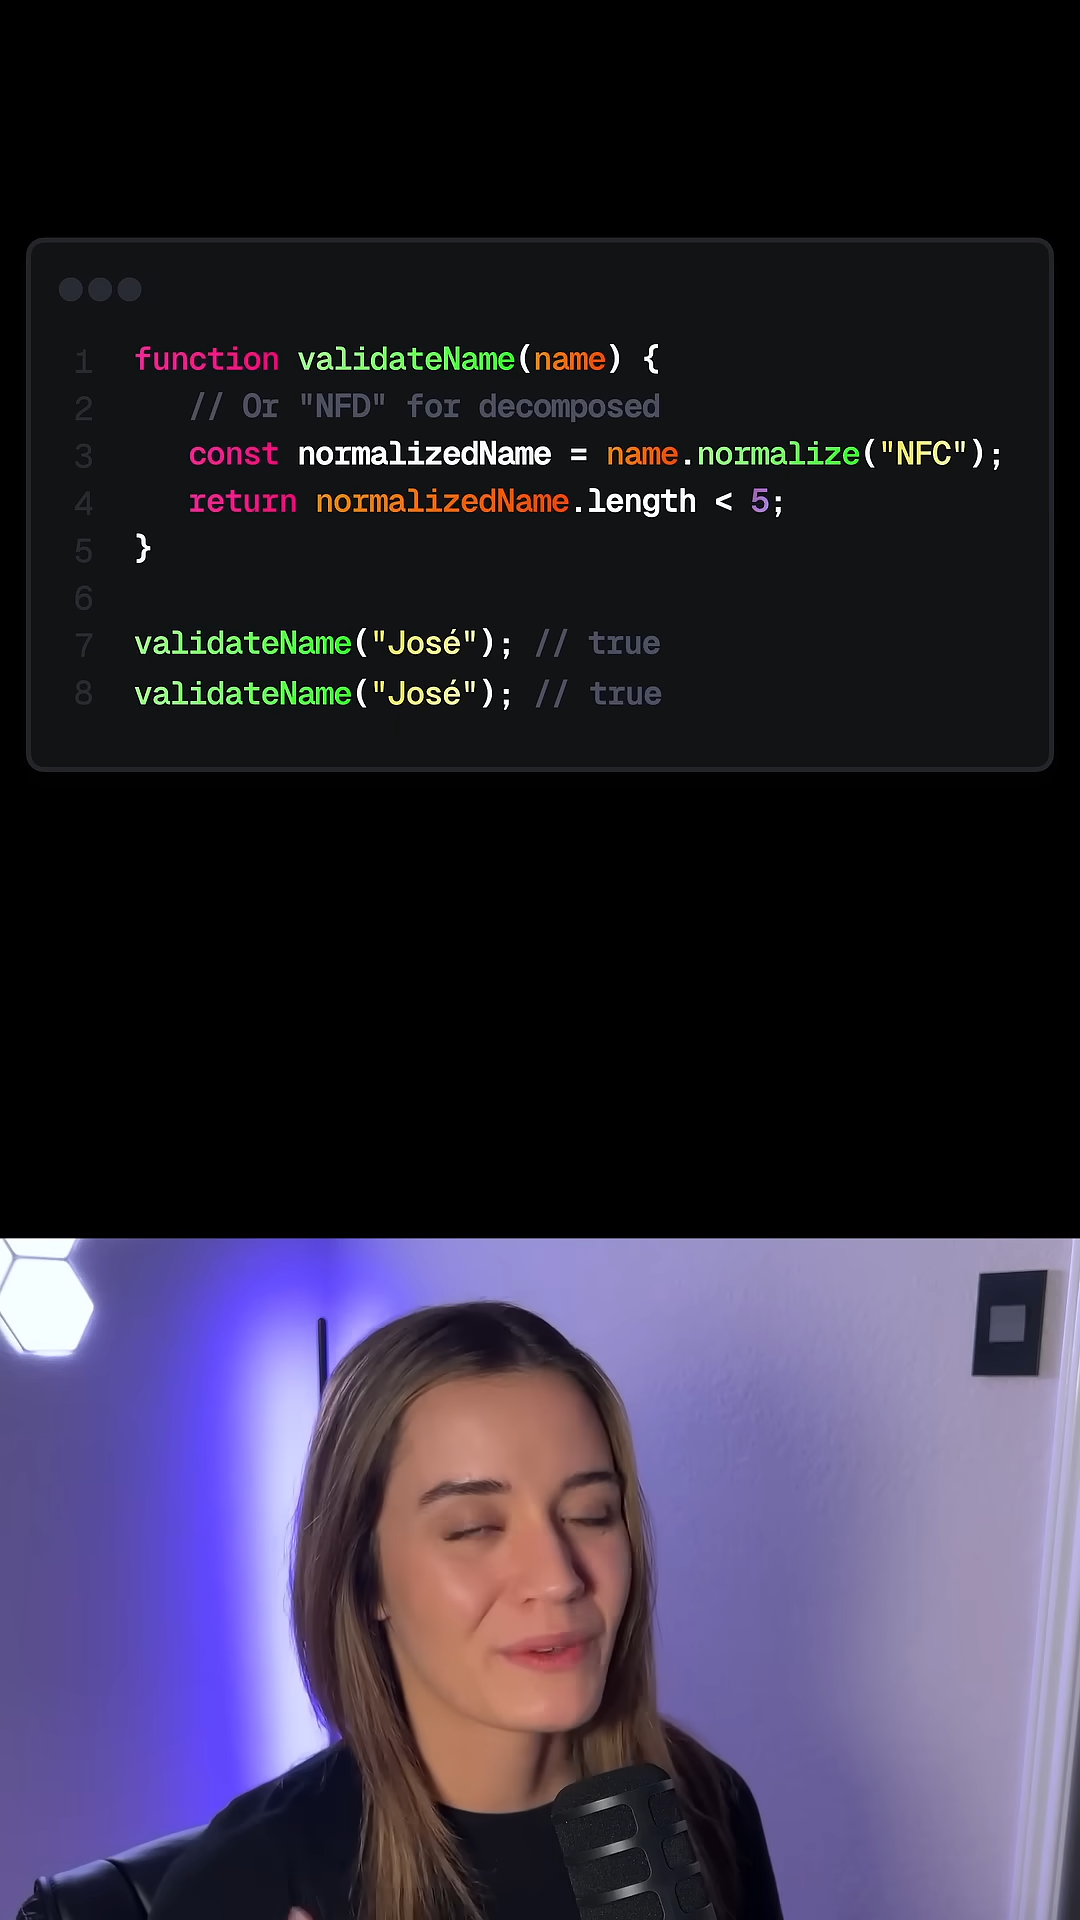 1 function validateName(name) {
2 // Or "NFD" for decomposed
3 const normalizedName = name.normalize("NFC");
4 return normalizedName.length < 5;
5 }
6
7 validateName("José"); // true
8 validateName("José"); // true